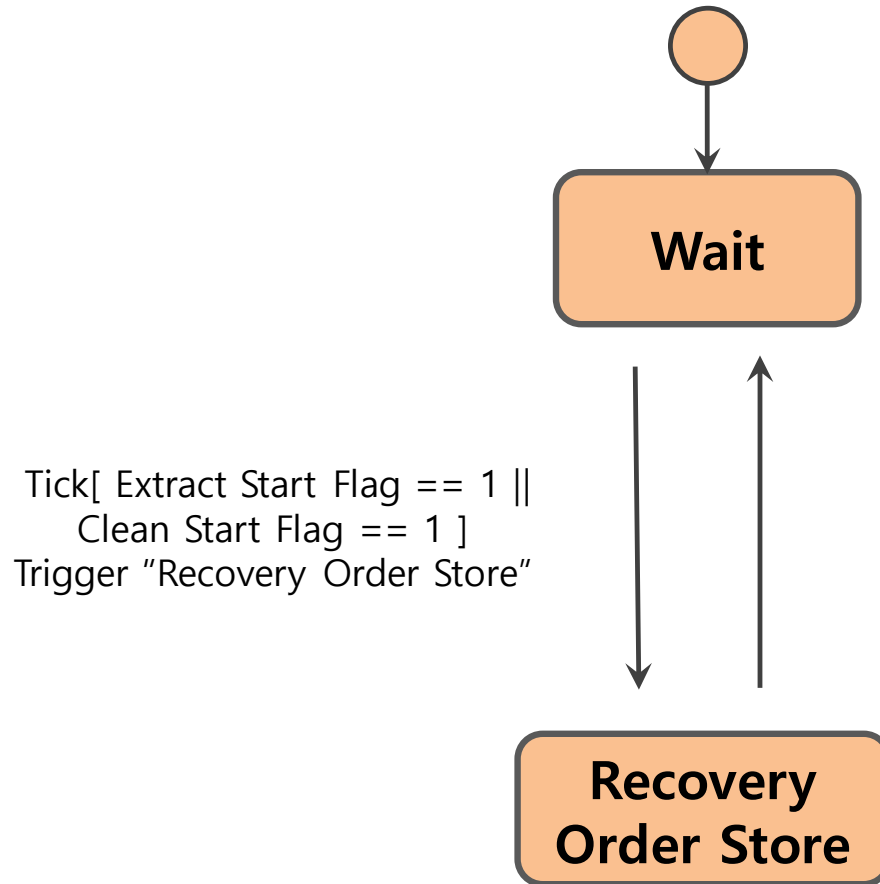 Wait
Tick[ Extract Start Flag == 1 ||
Clean Start Flag == 1 ]
Trigger "Recovery Order Store"
Recovery
Order Store